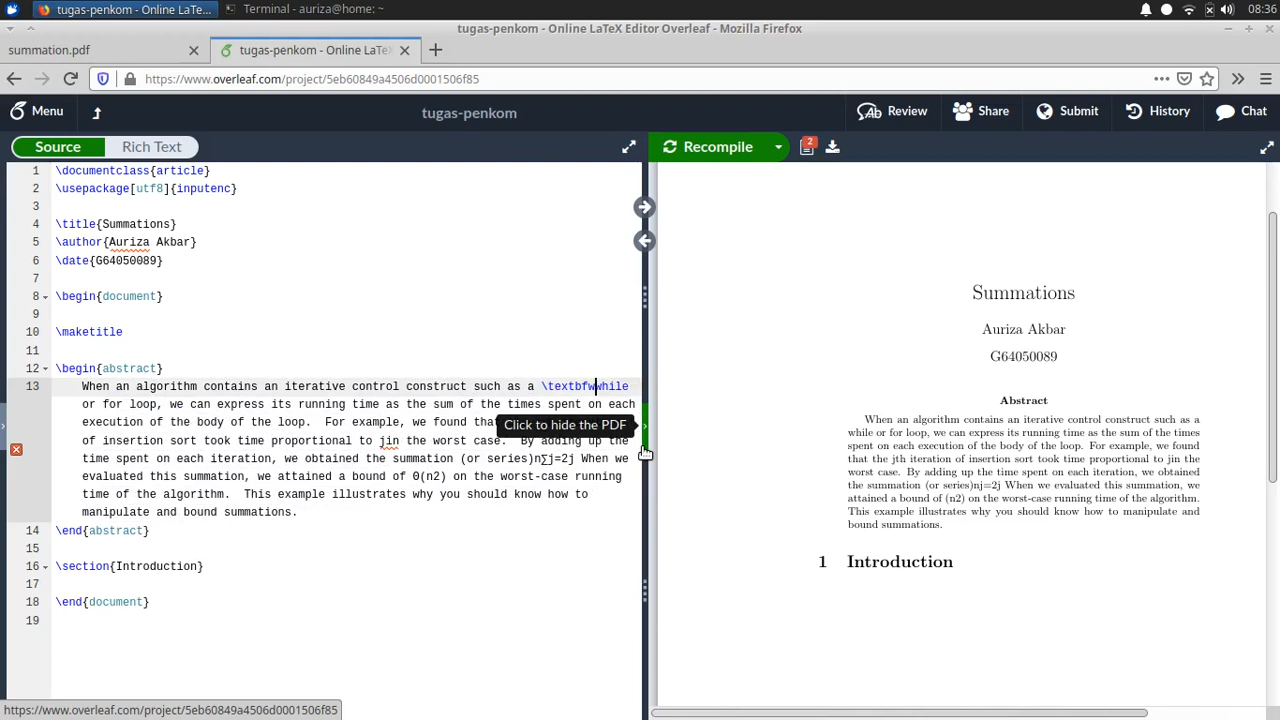 tugas-penkom - Online La...
Terminal - auriza@home: ~
08:36
tugas-penkom - Online LaTeX Editor Overleaf - Mozilla Firefox
summation.pdf
tugas-penkom - Online LaTeX
https://www.overleaf.com/project/5eb60849a4506d0001506f85
Menu
tugas-penkom
Review
Share
Submit
History
Chat
Source
Rich Text
Recompile
2
1 \documentclass{article}
2 \usepackage[utf8]{inputenc}
3
4 \title{Summations}
5 \author{Auriza Akbar}
6 \date{G64050089}
7
8 \begin{document}
9
10 \maketitle
11
12 \begin{abstract}
13 When an algorithm contains an iterative control construct such as a \textbfwwhile
or for loop, we can express its running time as the sum of the times spent on each
execution of the body of the loop.  For example, we found that
of insertion sort took time proportional to jin the worst case.  By adding up the
time spent on each iteration, we obtained the summation (or series)n∑j=2j When we
evaluated this summation, we attained a bound of Θ(n2) on the worst-case running
time of the algorithm.  This example illustrates why you should know how to
manipulate and bound summations.
14 \end{abstract}
15
16 \section{Introduction}
17
18 \end{document}
19
Click to hide the PDF
Summations
Auriza Akbar
G64050089
Abstract
When an algorithm contains an iterative control construct such as a
while or for loop, we can express its running time as the sum of the times
spent on each execution of the body of the loop. For example, we found
that the jth iteration of insertion sort took time proportional to jin the
worst case. By adding up the time spent on each iteration, we obtained
the summation (or series)nj=2j When we evaluated this summation, we
attained a bound of (n2) on the worst-case running time of the algorithm.
This example illustrates why you should know how to manipulate and
bound summations.
1 Introduction
https://www.overleaf.com/project/5eb60849a4506d0001506f85